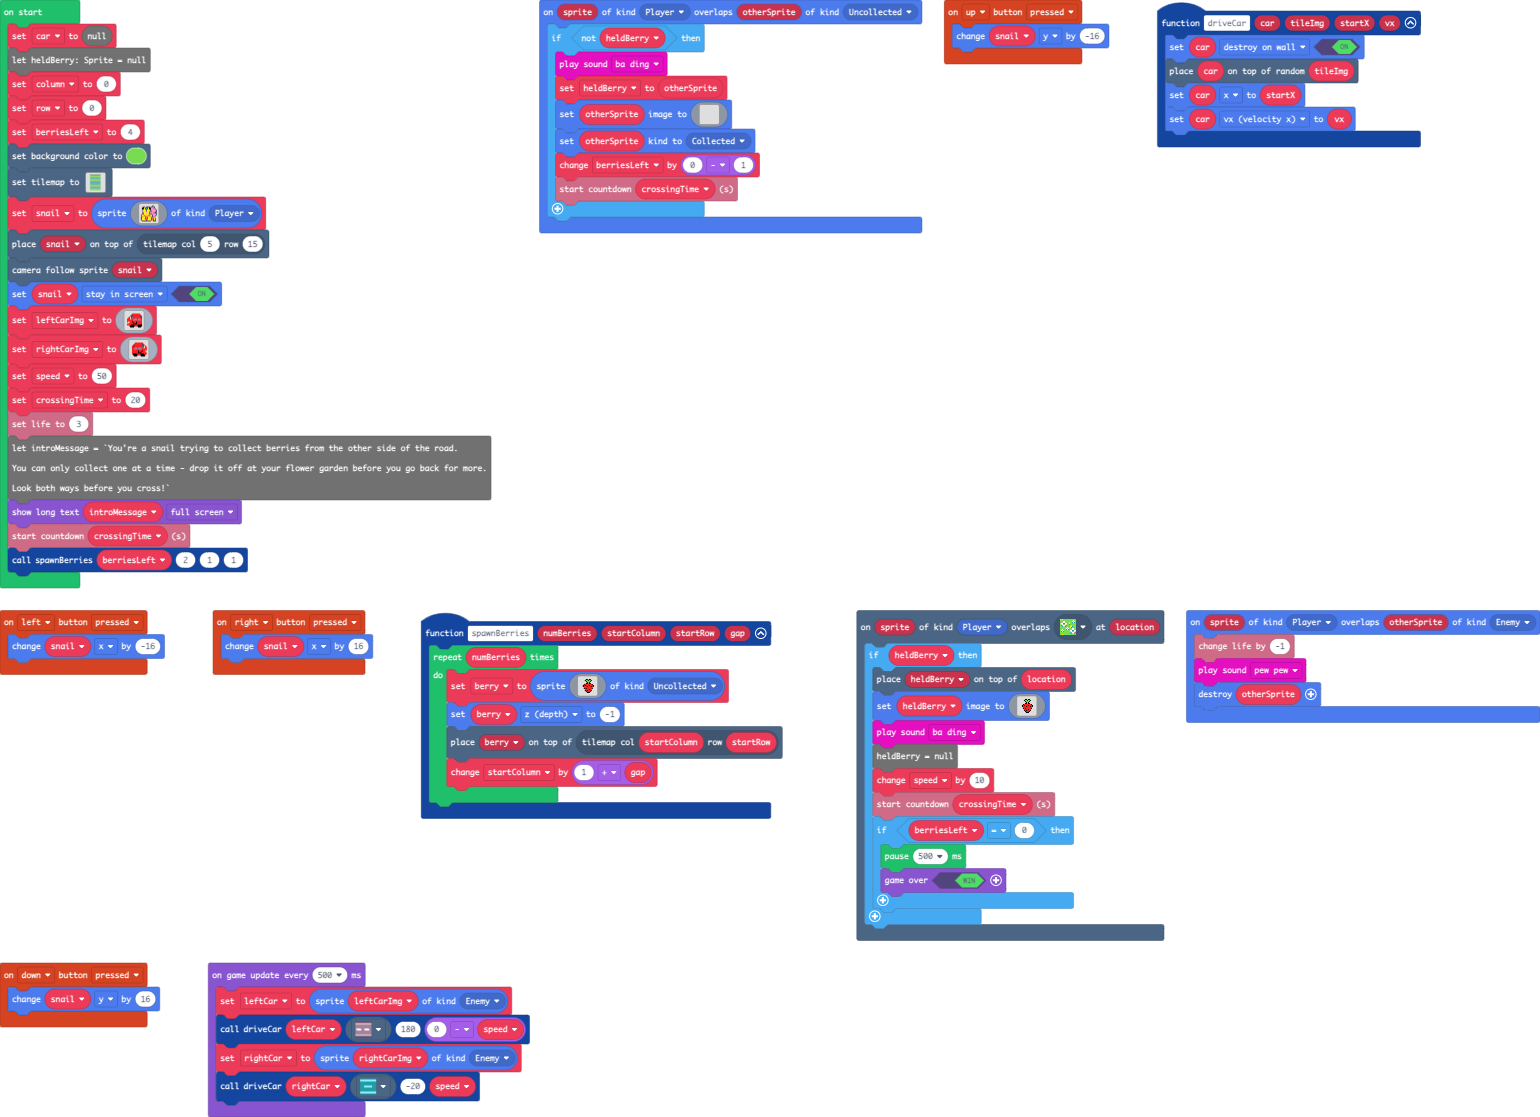 on start
set car to null
let heldBerry: Sprite = null
set column to 0
set row to 0
set berriesLeft to 4
set background color to
set tilemap to
set snail to sprite of kind Player
place snail on top of tilemap col 5 row 15
camera follow sprite snail
set snail stay in screen ON
set leftCarImg to
set rightCarImg to
set speed to 50
set crossingTime to 20
set life to 3
let introMessage = `You're a snail trying to collect berries from the other side of the road.
You can only collect one at a time - drop it off at your flower garden before you go back for more.
Look both ways before you cross!`
show long text introMessage full screen
start countdown crossingTime (s)
call spawnBerries berriesLeft 2 1 1
on sprite of kind Player overlaps otherSprite of kind Uncollected
if not heldBerry then
play sound ba ding
set heldBerry to otherSprite
set otherSprite image to
set otherSprite kind to Collected
change berriesLeft by 0 - 1
start countdown crossingTime (s)
on up button pressed
change snail y by -16
function driveCar car tileImg startX vx
set car destroy on wall ON
place car on top of random tileImg
set car x to startX
set car vx (velocity x) to vx
on left button pressed
change snail x by -16
on right button pressed
change snail x by 16
function spawnBerries numBerries startColumn startRow gap
repeat numBerries times
do
set berry to sprite of kind Uncollected
set berry z (depth) to -1
place berry on top of tilemap col startColumn row startRow
change startColumn by 1 + gap
on sprite of kind Player overlaps at location
if heldBerry then
place heldBerry on top of location
set heldBerry image to
play sound ba ding
heldBerry = null
change speed by 10
start countdown crossingTime (s)
if berriesLeft = 0 then
pause 500 ms
game over WIN
on sprite of kind Player overlaps otherSprite of kind Enemy
change life by -1
play sound pew pew
destroy otherSprite
on down button pressed
change snail y by 16
on game update every 500 ms
set leftCar to sprite leftCarImg of kind Enemy
call driveCar leftCar 180 0 - speed
set rightCar to sprite rightCarImg of kind Enemy
call driveCar rightCar -20 speed